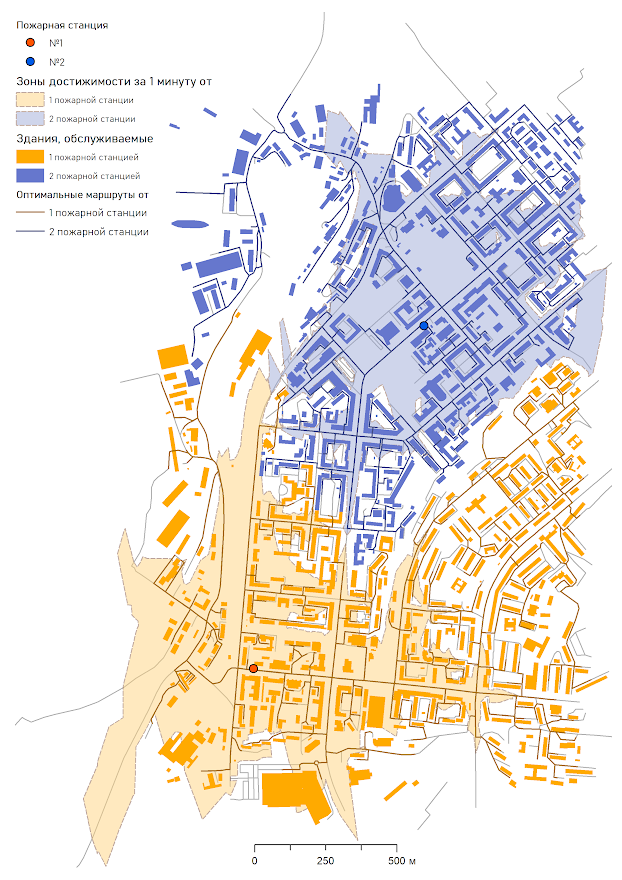 Пожарная станция
№1
№2
Зоны достижимости за 1 минуту от
1 пожарной станции
2 пожарной станции
Здания, обслуживаемые
1 пожарной станцией
2 пожарной станцией
Оптимальные маршруты от
1 пожарной станции
2 пожарной станции
0 250 500 м